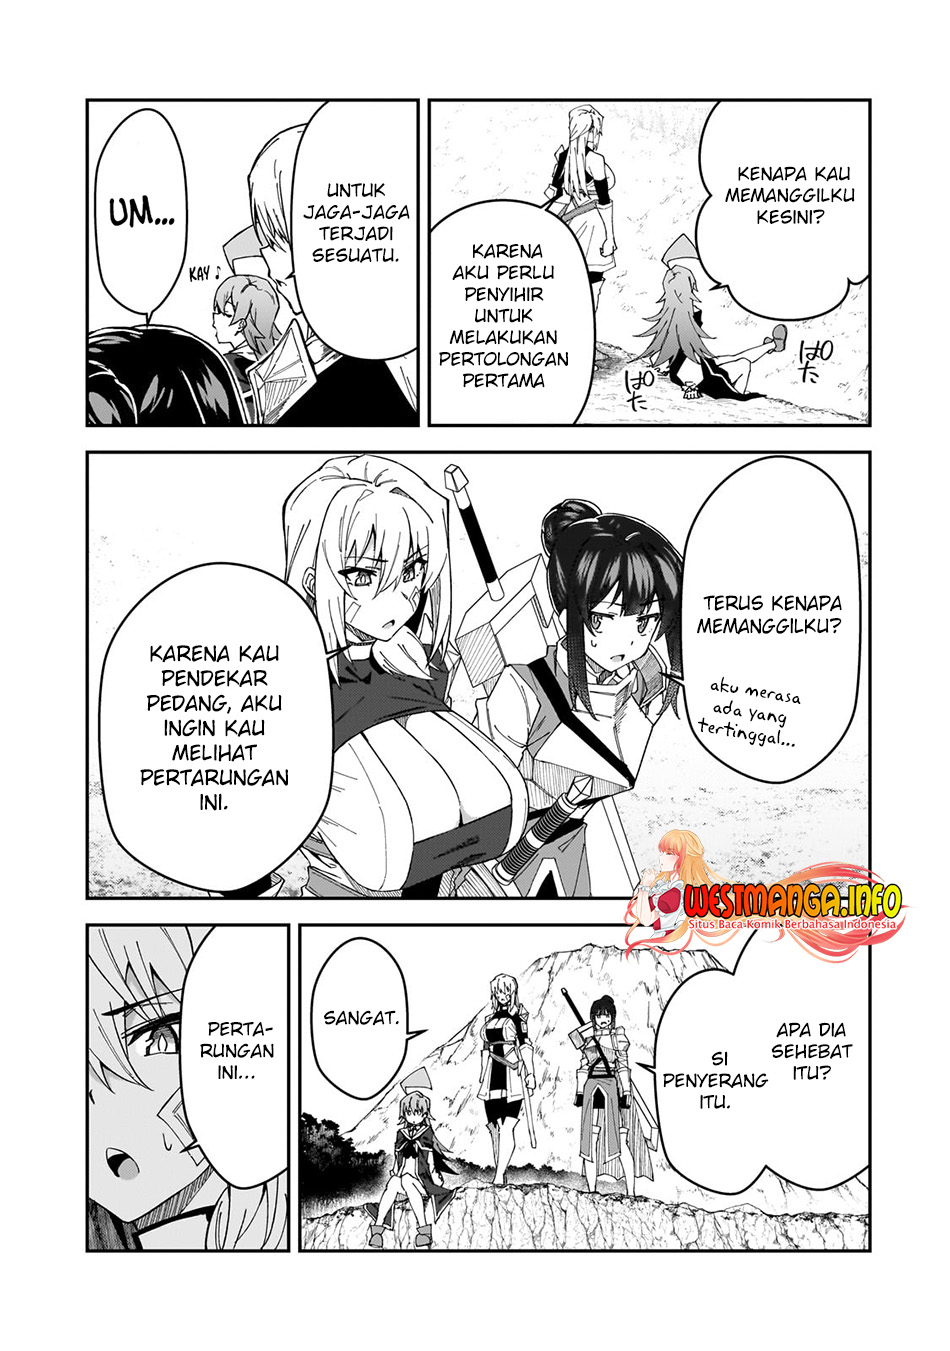 KENAPA KAU
MEMANGGILKU
KESINI?
KARENA
AKU PERLU
PENYIHIR
UNTUK
MELAKUKAN
PERTOLONGAN
PERTAMA
ぱた
ぱた
UNTUK
JAGA-JAGA
TERJADI
SESUATU.
KAY♪
UM...
TERUS KENAPA
MEMANGGILKU?
aku merasa
ada yang
tertinggal...
KARENA KAU
PENDEKAR
PEDANG, AKU
INGIN KAU
MELIHAT
PERTARUNGAN
INI.
WESTMANGA.INFO
Situs Baca Komik Berbahasa Indonesia
APA DIA
SEHEBAT
ITU?
SI
PENYERANG
ITU.
SANGAT.
PERTA-
RUNGAN
INI...